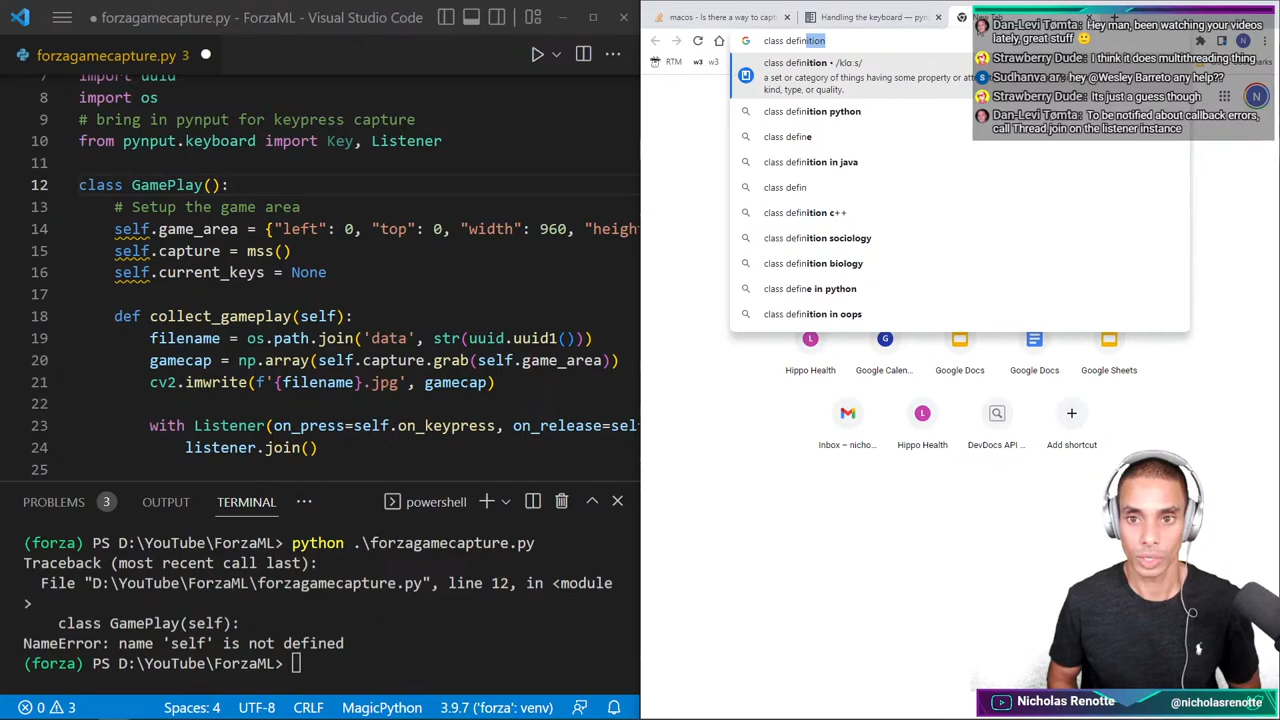 forzagamecapture.py - ForzaML - Visual Studio Code
forzagamecapture.py 3
import uuid
8 import os
9 # bring in pynput for keypress capture
10 from pynput.keyboard import Key, Listener
11
12 class GamePlay():
13 # Setup the game area
14 self.game_area = {"left": 0, "top": 0, "width": 960, "heigh
15 self.capture = mss()
16 self.current_keys = None
17
18 def collect_gameplay(self):
19 filename = os.path.join('data', str(uuid.uuid1()))
20 gamecap = np.array(self.capture.grab(self.game_area))
21 cv2.imwrite(f'{filename}.jpg', gamecap)
22
23 with Listener(on_press=self.on_keypress, on_release=sel
24 listener.join()
25
PROBLEMS 3 OUTPUT TERMINAL ... powershell
(forza) PS D:\YouTube\ForzaML> python .\forzagamecapture.py
Traceback (most recent call last):
File "D:\YouTube\ForzaML\forzagamecapture.py", line 12, in <module
>
class GamePlay(self):
NameError: name 'self' is not defined
(forza) PS D:\YouTube\ForzaML>
0 3 Spaces: 4 UTF-8 MagicPython 3.9.7 ('forza': venv)
macos - Is there a way to capt
Handling the keyboard — pyn
New Tab
class definition
RTM
class definition • /klɑːs/
a set or category of things having some property or att
kind, type, or quality.
class definition python
class define
class definition in java
class defin
class definition c++
class definition sociology
class definition biology
class define in python
class definition in oops
Hippo Health Google Calen... Google Docs Google Docs Google Sheets
Inbox – nicho... Hippo Health DevDocs API ... Add shortcut
Dan-Levi Tømta: Hey man, been watching your videos
lately, great stuff 🙂
Strawberry Dude: I think it does multithreading thing
Sudhanva'ar: hey @Wesley Barreto any help??
Strawberry Dude: Its just a guess though
Dan-Levi Tømta: To be notified about callback errors,
call Thread.join on the listener instance
Nicholas Renotte @nicholasrenotte